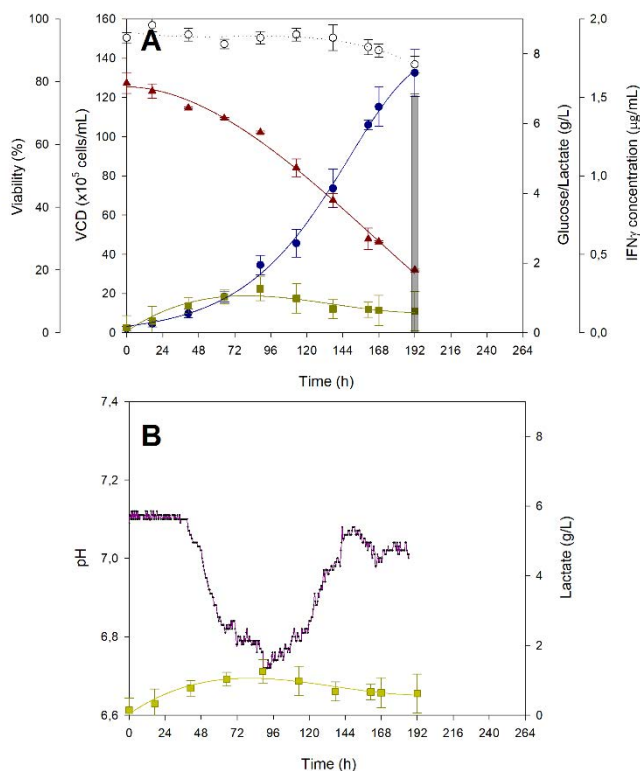 A
160
140
120
100
80
60
40
20
0
100
80
60
40
20
0
Viability (%)
VCD (x10⁵ cells/mL)
8
6
4
2
0
Glucose/Lactate (g/L)
2,0
1,5
1,0
0,5
0,0
IFNγ concentration (µg/mL)
0 24 48 72 96 120 144 168 192 216 240 264
Time (h)
B
7,4
7,2
7,0
6,8
6,6
pH
8
6
4
2
0
Lactate (g/L)
0 24 48 72 96 120 144 168 192 216 240 264
Time (h)